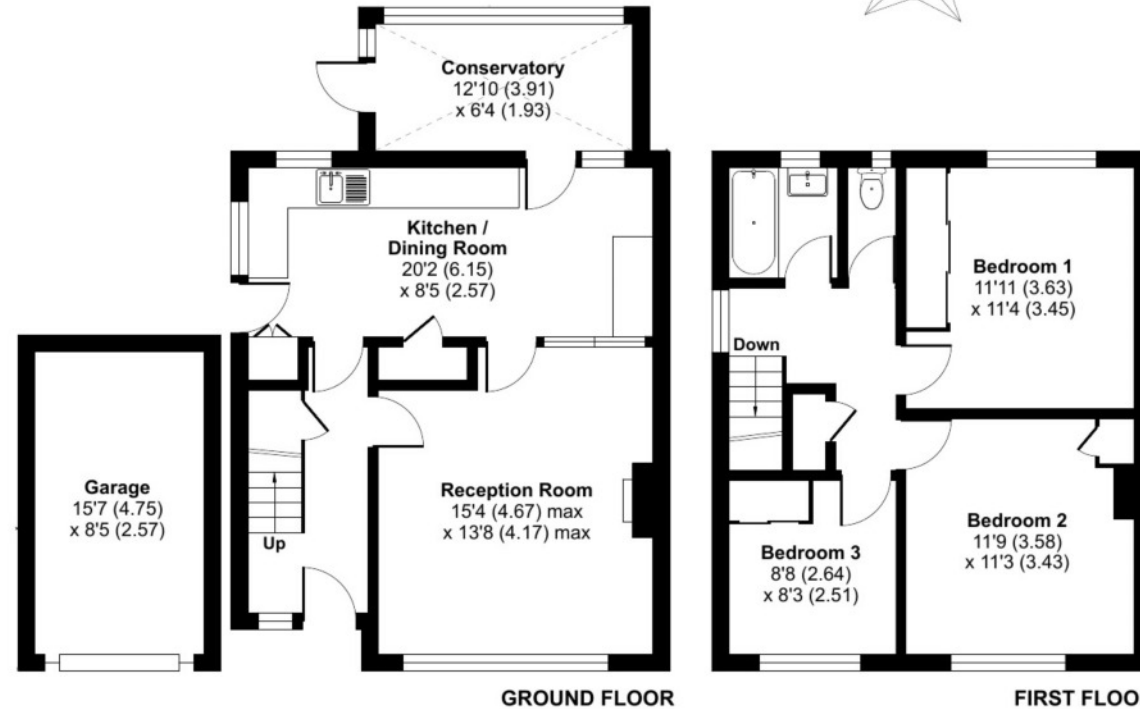 Conservatory
12'10 (3.91)
x 6'4 (1.93)
Kitchen /
Dining Room
20'2 (6.15)
x 8'5 (2.57)
Garage
15'7 (4.75)
x 8'5 (2.57)
Up
Reception Room
15'4 (4.67) max
x 13'8 (4.17) max
GROUND FLOOR
Down
Bedroom 1
11'11 (3.63)
x 11'4 (3.45)
Bedroom 2
11'9 (3.58)
x 11'3 (3.43)
Bedroom 3
8'8 (2.64)
x 8'3 (2.51)
FIRST FLOO